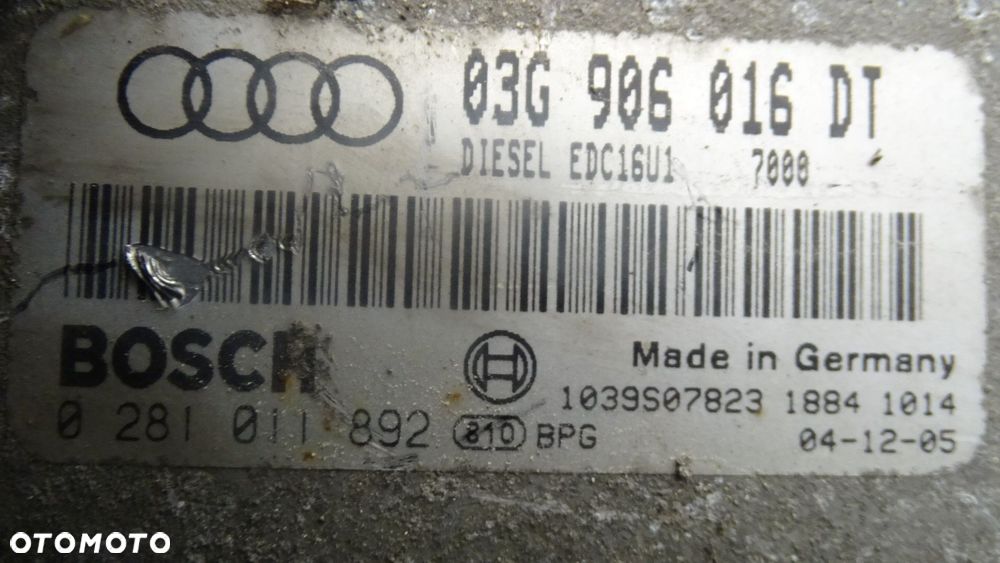 03G 906 016 DT
DIESEL EDC16U1 7000
BOSCH
Made in Germany
1039S07823 1884 1014
0 281 011 892 810 BPG 04-12-05
OTOMOTO